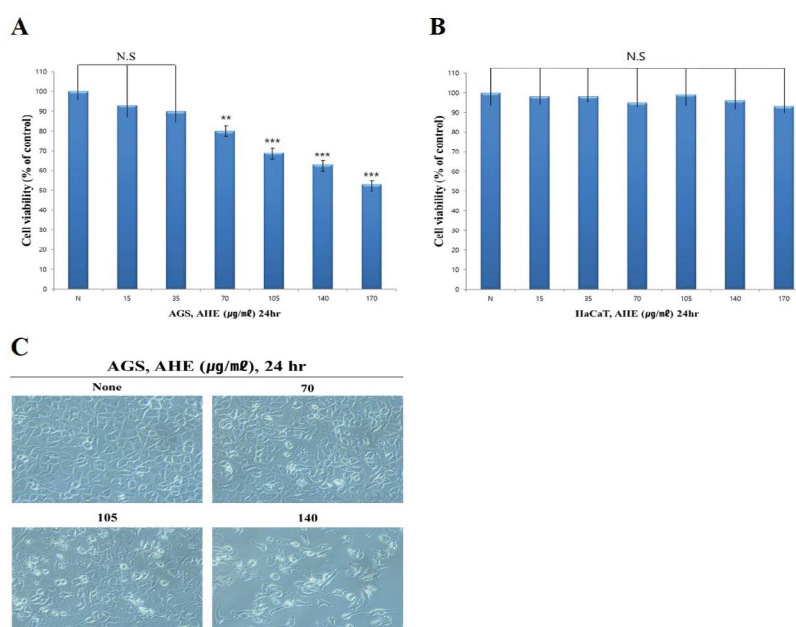 A
N.S
110
100
90
80
70
60
50
40
30
20
10
0
Cell viability (% of control)
**
***
***
***
N 15 35 70 105 140 170
AGS, AHE (μg/mℓ) 24hr
B
N.S
110
100
90
80
70
60
50
40
30
20
10
0
Cell viability (% of control)
N 15 35 70 105 140 170
HaCaT, AHE (μg/mℓ) 24hr
C
AGS, AHE (μg/mℓ), 24 hr
None 70
105 140